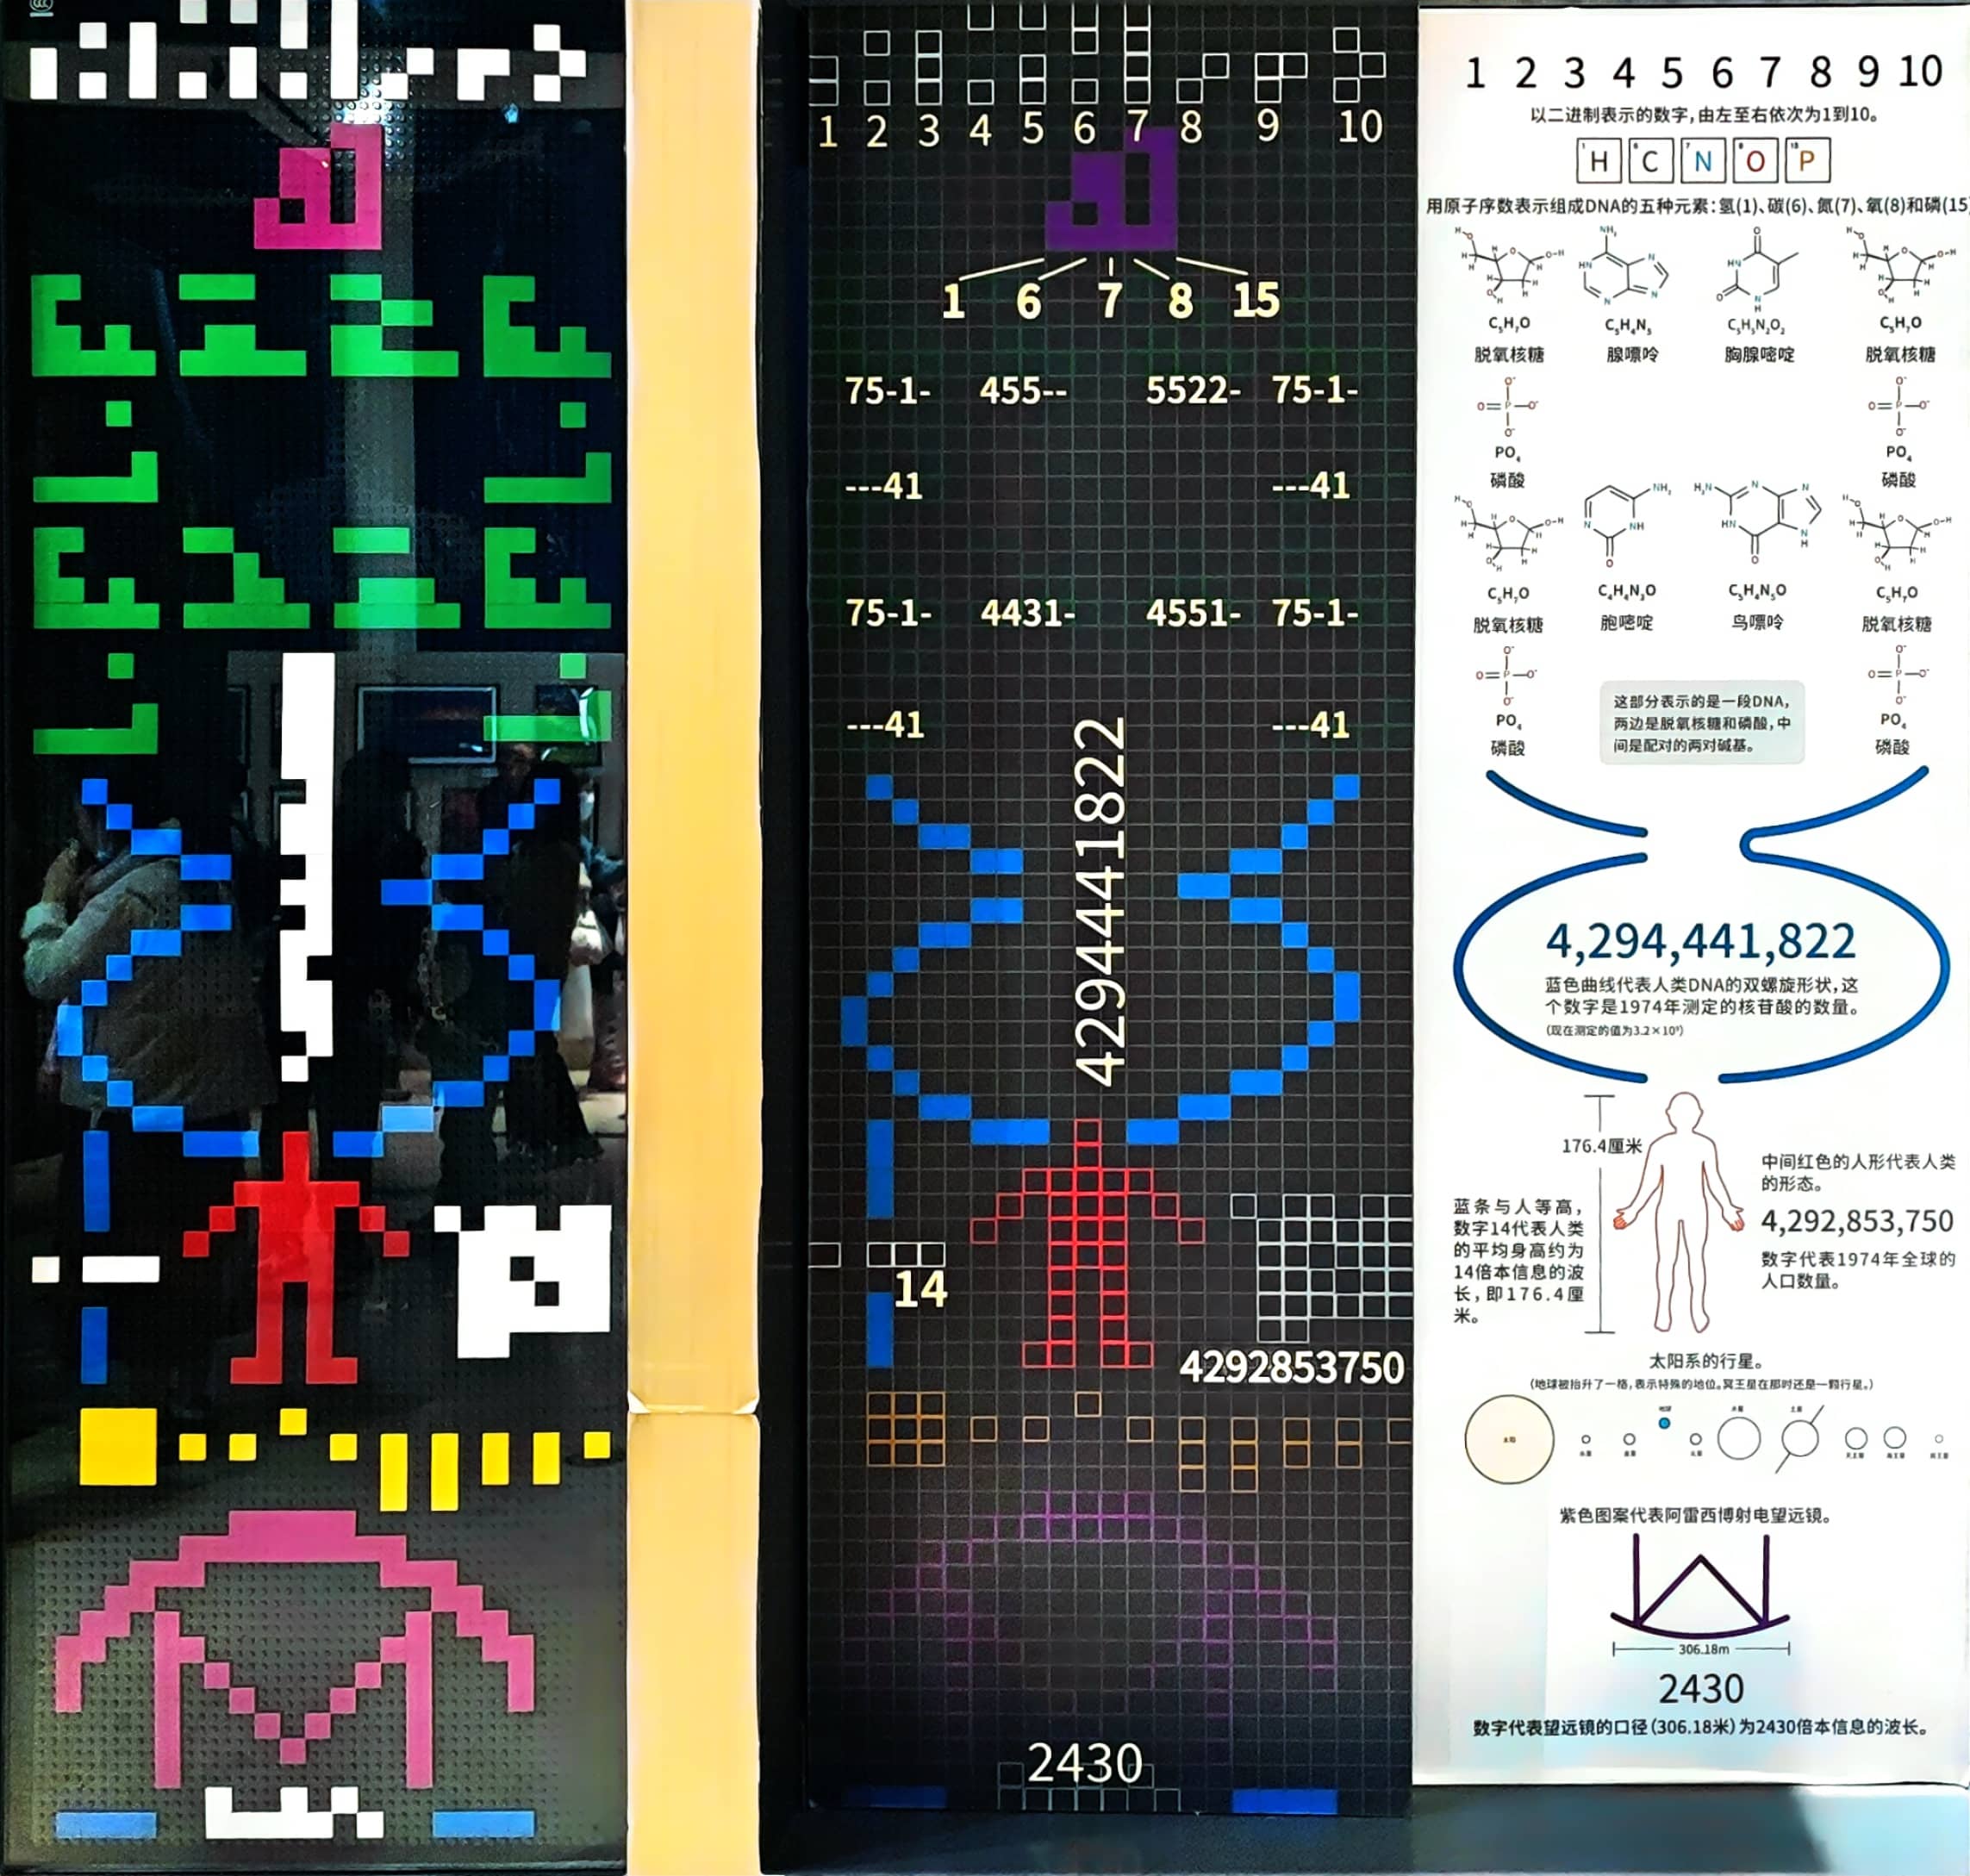 1 2 3 4 5 6 7 8 9 10
1 6 7 8 15
75-1- 455-- 5522- 75-1-
---41 ---41
75-1- 4431- 4551- 75-1-
---41 ---41
4294441822
14
4292853750
2430
1 2 3 4 5 6 7 8 9 10
以二进制表示的数字,由左至右依次为1到10。
H C N O P
用原子序数表示组成DNA的五种元素:氢(1)、碳(6)、氮(7)、氧(8)和磷(15
C₅H₇O C₅H₄N₅ C₅H₅N₂O₂ C₅H₇O
脱氧核糖 腺嘌呤 胸腺嘧啶 脱氧核糖
PO₄ PO₄
磷酸 磷酸
C₅H₇O C₄H₄N₃O C₅H₄N₅O C₅H₇O
脱氧核糖 胞嘧啶 鸟嘌呤 脱氧核糖
PO₄ PO₄
磷酸 磷酸
这部分表示的是一段DNA,
两边是脱氧核糖和磷酸,中
间是配对的两对碱基。
4,294,441,822
蓝色曲线代表人类DNA的双螺旋形状,这
个数字是1974年测定的核苷酸的数量。
(现在测定的值为3.2×10⁹)
176.4厘米
蓝条与人等高,
数字14代表人类
的平均身高约为
14倍本信息的波
长,即176.4厘
米。
中间红色的人形代表人类
的形态。
4,292,853,750
数字代表1974年全球的
人口数量。
太阳系的行星。
(地球被抬升了一格,表示特殊的地位。冥王星在那时还是一颗行星。)
紫色图案代表阿雷西博射电望远镜。
306.18m
2430
数字代表望远镜的口径(306.18米)为2430倍本信息的波长。